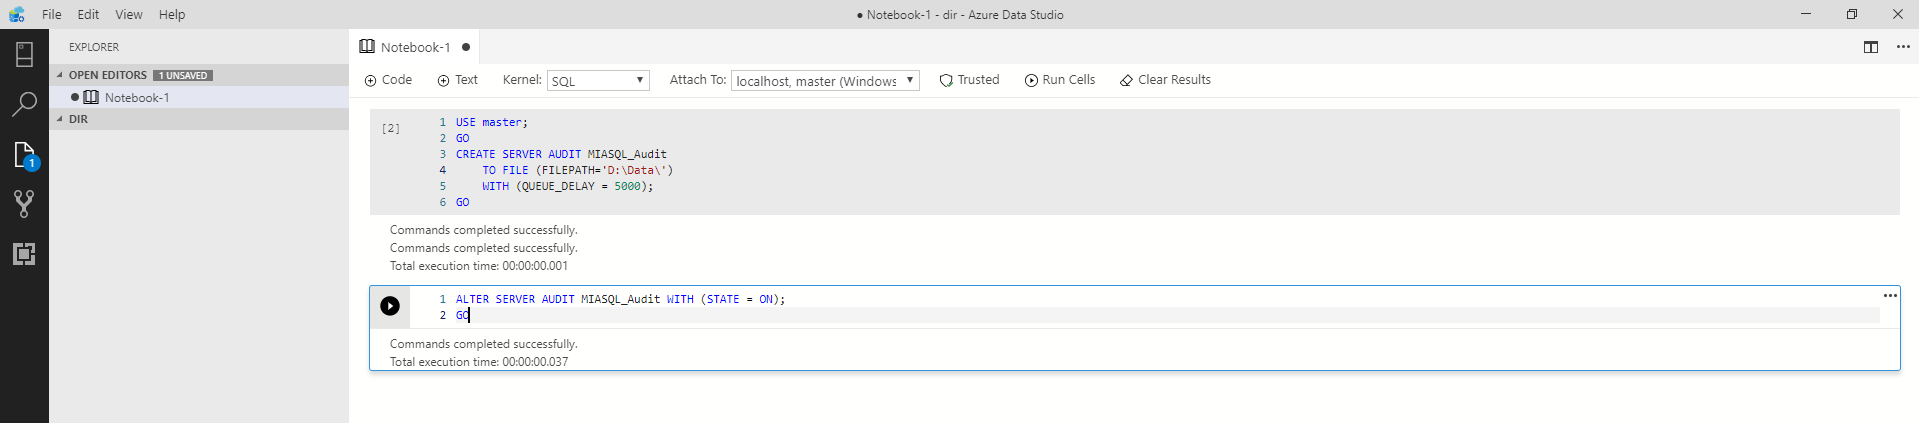 File Edit View Help
● Notebook-1 - dir - Azure Data Studio
EXPLORER
OPEN EDITORS 1 UNSAVED
Notebook-1
DIR
1
Notebook-1
Code Text Kernel: SQL Attach To: localhost, master (Windows Trusted Run Cells Clear Results
[2]
1 USE master;
2 GO
3 CREATE SERVER AUDIT MIASQL_Audit
4 TO FILE (FILEPATH='D:\Data\')
5 WITH (QUEUE_DELAY = 5000);
6 GO
Commands completed successfully.
Commands completed successfully.
Total execution time: 00:00:00.001
1 ALTER SERVER AUDIT MIASQL_Audit WITH (STATE = ON);
2 GO
Commands completed successfully.
Total execution time: 00:00:00.037